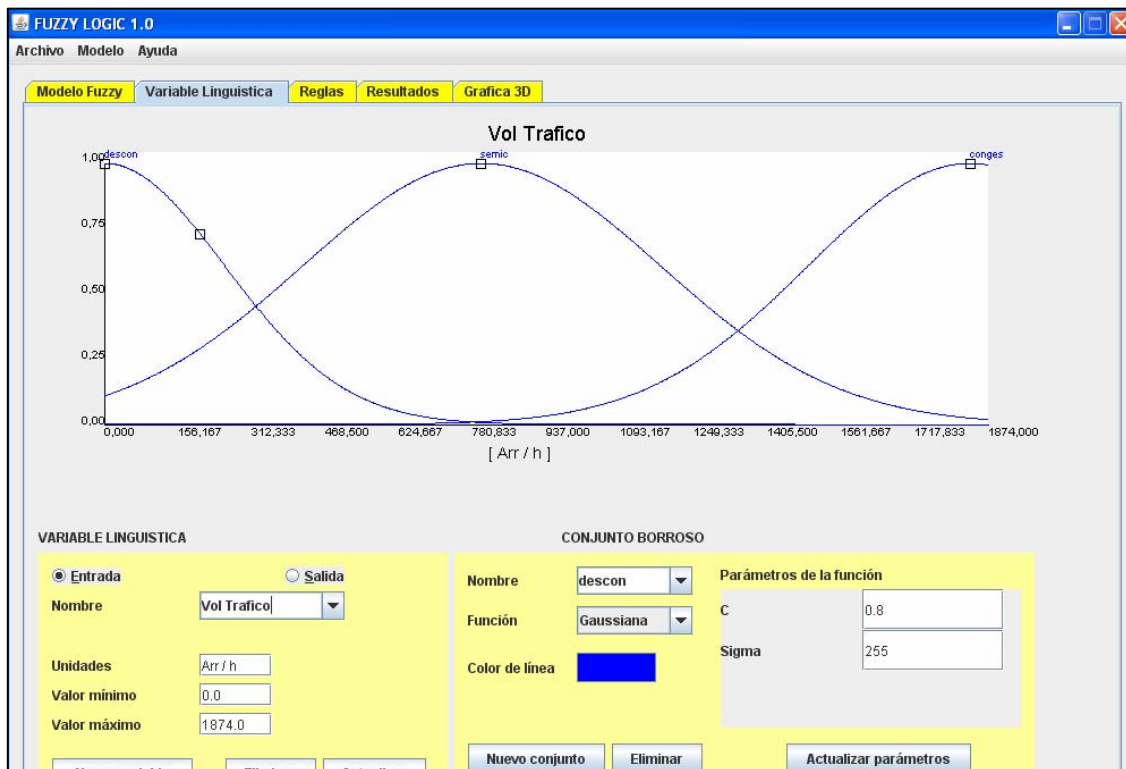 FUZZY LOGIC 1.0
Archivo Modelo Ayuda
Modelo Fuzzy Variable Linguistica Reglas Resultados Grafica 3D
Vol Trafico
descon semic conges
1,00
0,75
0,50
0,25
0,00
0,000 156,167 312,333 468,500 624,667 780,833 937,000 1093,167 1249,333 1405,500 1561,667 1717,833 1874,000
[ Arr / h ]
VARIABLE LINGUISTICA
Entrada Salida
Nombre Vol Trafico
Unidades Arr / h
Valor mínimo 0.0
Valor máximo 1874.0
CONJUNTO BORROSO
Nombre descon
Función Gaussiana
Color de línea
Parámetros de la función
C 0.8
Sigma 255
Nuevo conjunto Eliminar Actualizar parámetros